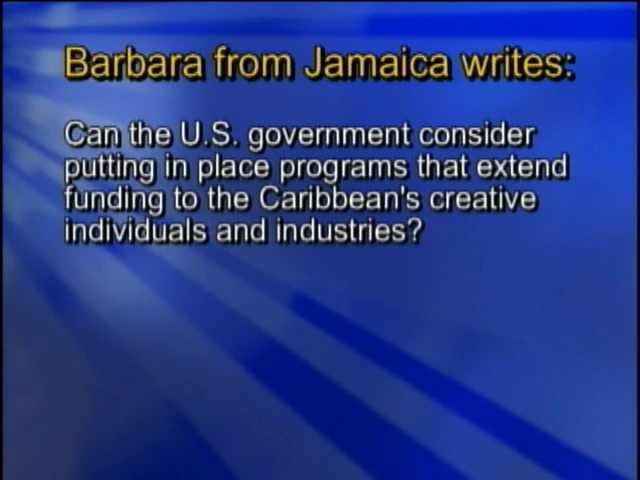 Barbara from Jamaica writes:
Can the U.S. government consider
putting in place programs that extend
funding to the Caribbean's creative
individuals and industries?